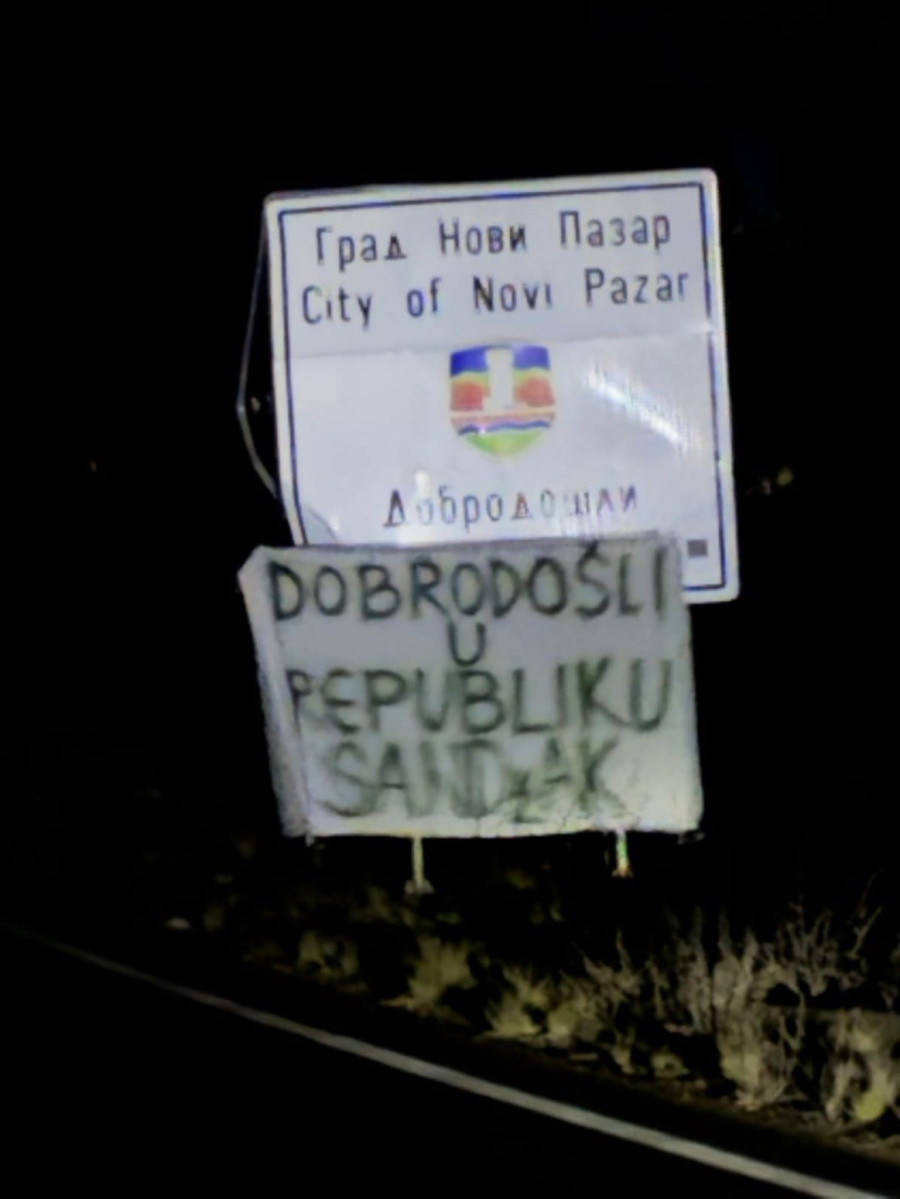 Град Нови Пазар
City of Novi Pazar
Добродошли
DOBRODOŠLI
U
REPUBLIKU
SANDŽAK